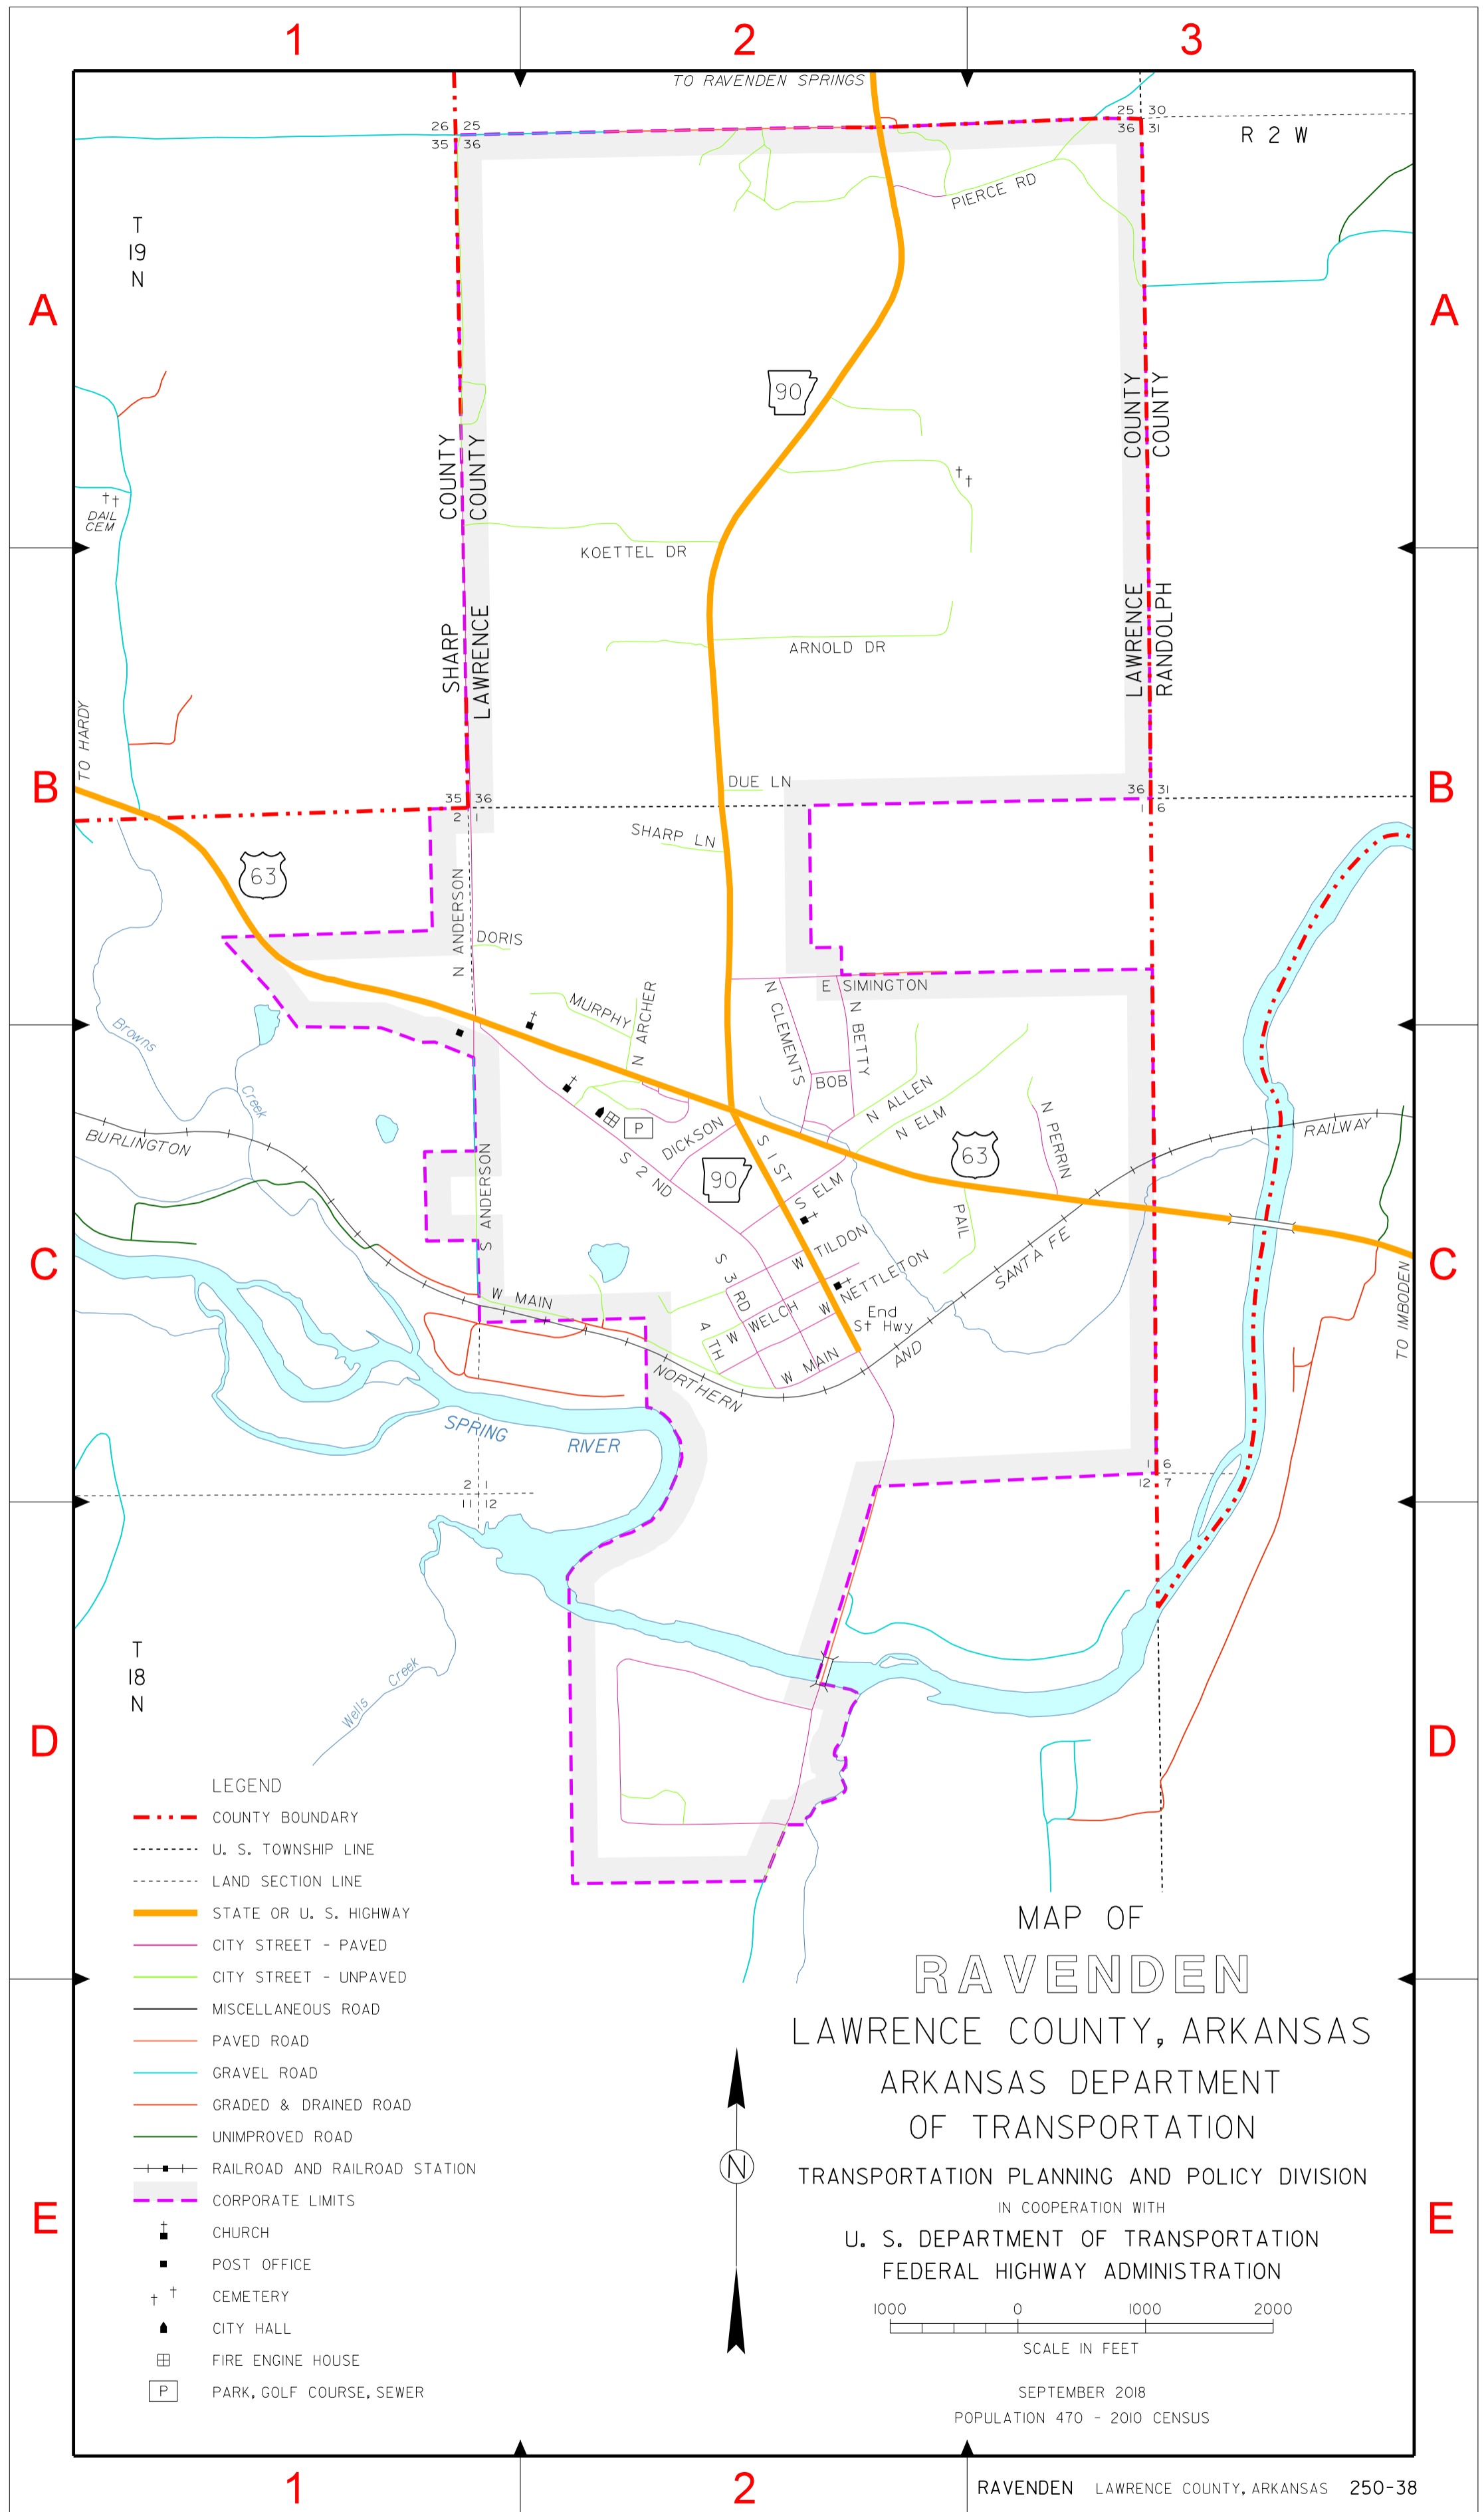 1
2
3
TO RAVENDEN SPRINGS
26 25
35 36
25 30
36 31
R 2 W
PIERCE RD
T
19
N
A
A
90
COUNTY
COUNTY
COUNTY
COUNTY
DAIL
CEM
KOETTEL DR
SHARP
LAWRENCE
LAWRENCE
RANDOLPH
ARNOLD DR
TO HARDY
B
B
DUE LN
35 36
2 1
36 31
1 6
SHARP LN
63
N ANDERSON
DORIS
E SIMINGTON
MURPHY
N ARCHER
N CLEMENTS
N BETTY
Browns
Creek
BOB
N ALLEN
N ELM
N PERRIN
BURLINGTON
RAILWAY
P
DICKSON
S 1 ST
63
S 2 ND
90
S ELM
PAIL
S ANDERSON
C
C
W TILDON
S 3 RD
SANTA FE
W NETTLETON
W MAIN
W WELCH
End
St Hwy
4 TH
TO IMBODEN
W MAIN
AND
NORTHERN
SPRING
RIVER
2 1
11 12
1 6
12 7
Wells
Creek
T
18
N
D
D
LEGEND
COUNTY BOUNDARY
U. S. TOWNSHIP LINE
LAND SECTION LINE
STATE OR U. S. HIGHWAY
CITY STREET - PAVED
CITY STREET - UNPAVED
MISCELLANEOUS ROAD
PAVED ROAD
GRAVEL ROAD
GRADED & DRAINED ROAD
UNIMPROVED ROAD
RAILROAD AND RAILROAD STATION
CORPORATE LIMITS
CHURCH
POST OFFICE
CEMETERY
CITY HALL
FIRE ENGINE HOUSE
P PARK, GOLF COURSE, SEWER
MAP OF
RAVENDEN
LAWRENCE COUNTY, ARKANSAS
ARKANSAS DEPARTMENT
OF TRANSPORTATION
TRANSPORTATION PLANNING AND POLICY DIVISION
IN COOPERATION WITH
U. S. DEPARTMENT OF TRANSPORTATION
FEDERAL HIGHWAY ADMINISTRATION
N
E
E
1000 0 1000 2000
SCALE IN FEET
SEPTEMBER 2018
POPULATION 470 - 2010 CENSUS
1
2
RAVENDEN LAWRENCE COUNTY, ARKANSAS 250-38